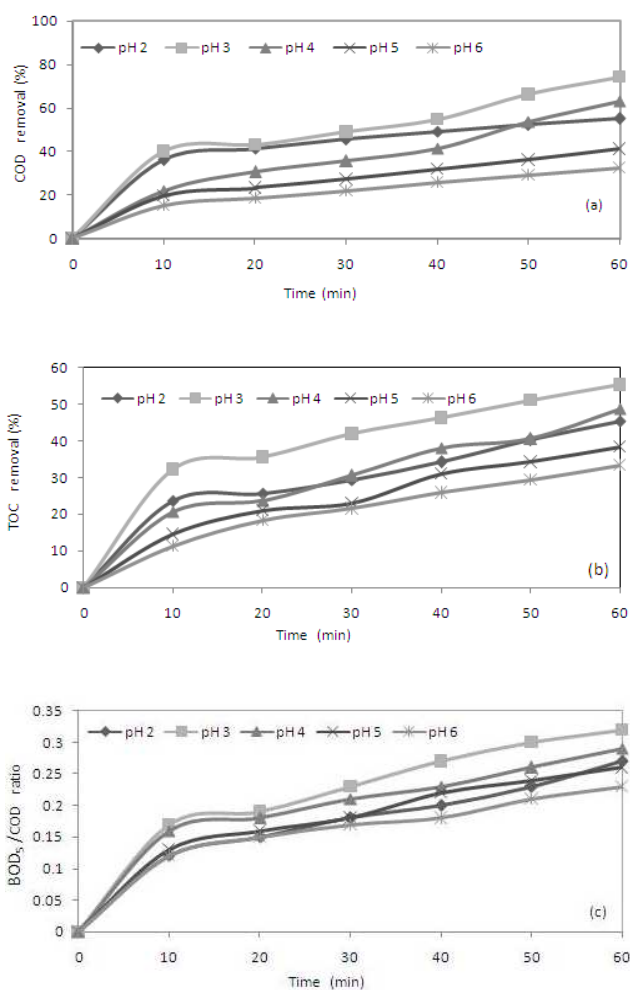 100
80
60
40
20
0
COD removal (%)
pH 2 pH 3 pH 4 pH 5 pH 6
(a)
0 10 20 30 40 50 60
Time (min)
60
50
40
30
20
10
0
TOC removal (%)
pH 2 pH 3 pH 4 pH 5 pH 6
(b)
0 10 20 30 40 50 60
Time (min)
0.35
0.3
0.25
0.2
0.15
0.1
0.05
0
BOD₅/COD ratio
pH 2 pH 3 pH 4 pH 5 pH 6
(c)
0 10 20 30 40 50 60
Time (min)